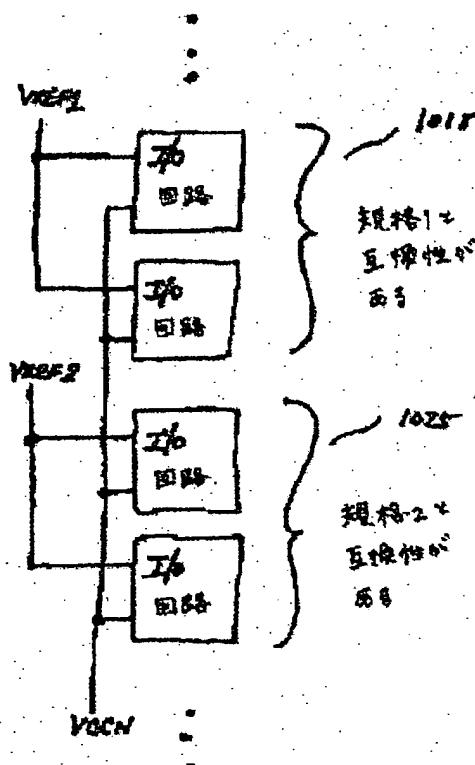 VREF1
I/O
回路
1015
規格1と
互換性が
ある
I/O
回路
VREF2
I/O
回路
1025
規格2と
互換性が
ある
I/O
回路
VCCN